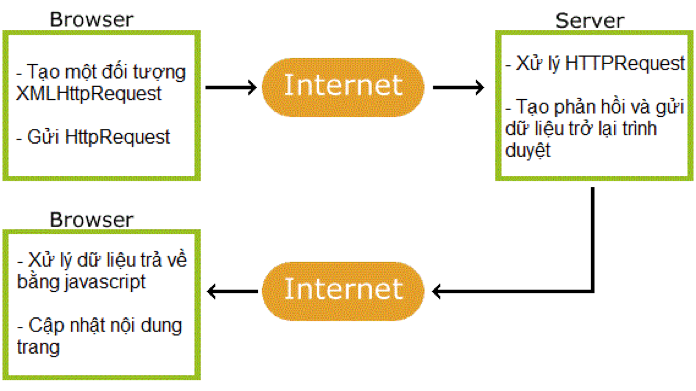 Browser
- Tạo một đối tượng
XMLHttpRequest
- Gửi HttpRequest
Internet
Server
- Xử lý HTTPRequest
- Tạo phản hồi và gửi
dữ liệu trở lại trình
duyệt
Browser
- Xử lý dữ liệu trả về
bằng javascript
- Cập nhật nội dung
trang
Internet